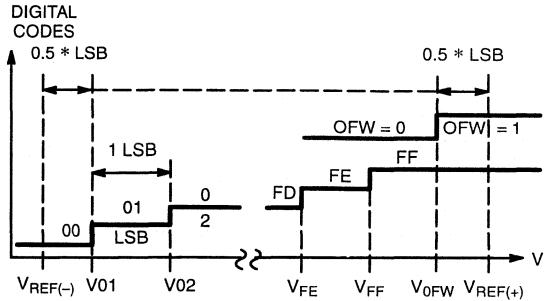 DIGITAL
CODES
0.5 * LSB
0.5 * LSB
OFW = 0
OFW = 1
1 LSB
FF
FE
FD
01
0
2
00
LSB
V
VREF(–) V01 V02 VFE VFF V0FW VREF(+)